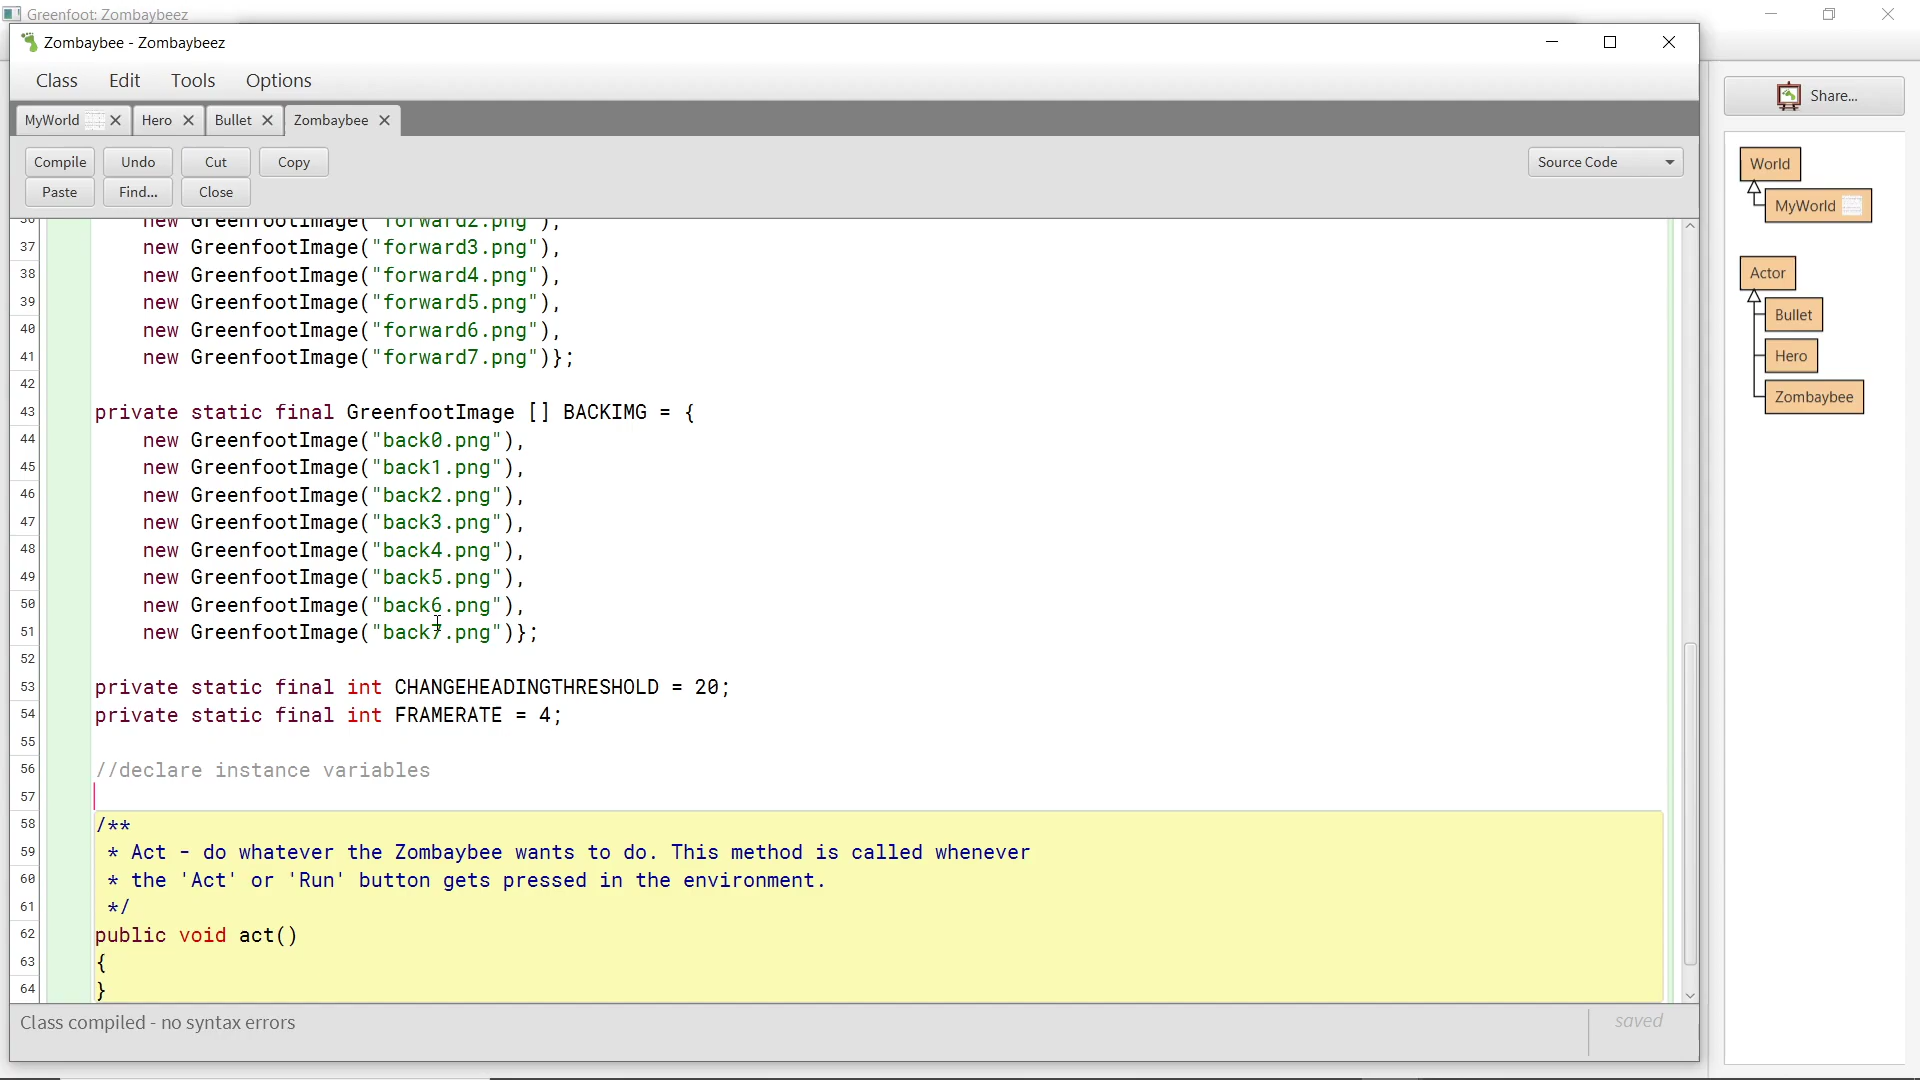 Greenfoot: Zombaybeez
Zombaybee - Zombaybeez
Class Edit Tools Options
MyWorld Hero Bullet Zombaybee
Compile Undo Cut Copy
Paste Find... Close
Source Code
Share...
World
MyWorld
Actor
Bullet
Hero
Zombaybee
36 new GreenfootImage("forward2.png"),
37 new GreenfootImage("forward3.png"),
38 new GreenfootImage("forward4.png"),
39 new GreenfootImage("forward5.png"),
40 new GreenfootImage("forward6.png"),
41 new GreenfootImage("forward7.png")};
42
43 private static final GreenfootImage [] BACKIMG = {
44 new GreenfootImage("back0.png"),
45 new GreenfootImage("back1.png"),
46 new GreenfootImage("back2.png"),
47 new GreenfootImage("back3.png"),
48 new GreenfootImage("back4.png"),
49 new GreenfootImage("back5.png"),
50 new GreenfootImage("back6.png"),
51 new GreenfootImage("back7.png")};
52
53 private static final int CHANGEHEADINGTHRESHOLD = 20;
54 private static final int FRAMERATE = 4;
55
56 //declare instance variables
57
58 /**
59 * Act - do whatever the Zombaybee wants to do. This method is called whenever
60 * the 'Act' or 'Run' button gets pressed in the environment.
61 */
62 public void act()
63 {
64 }
Class compiled - no syntax errors
saved